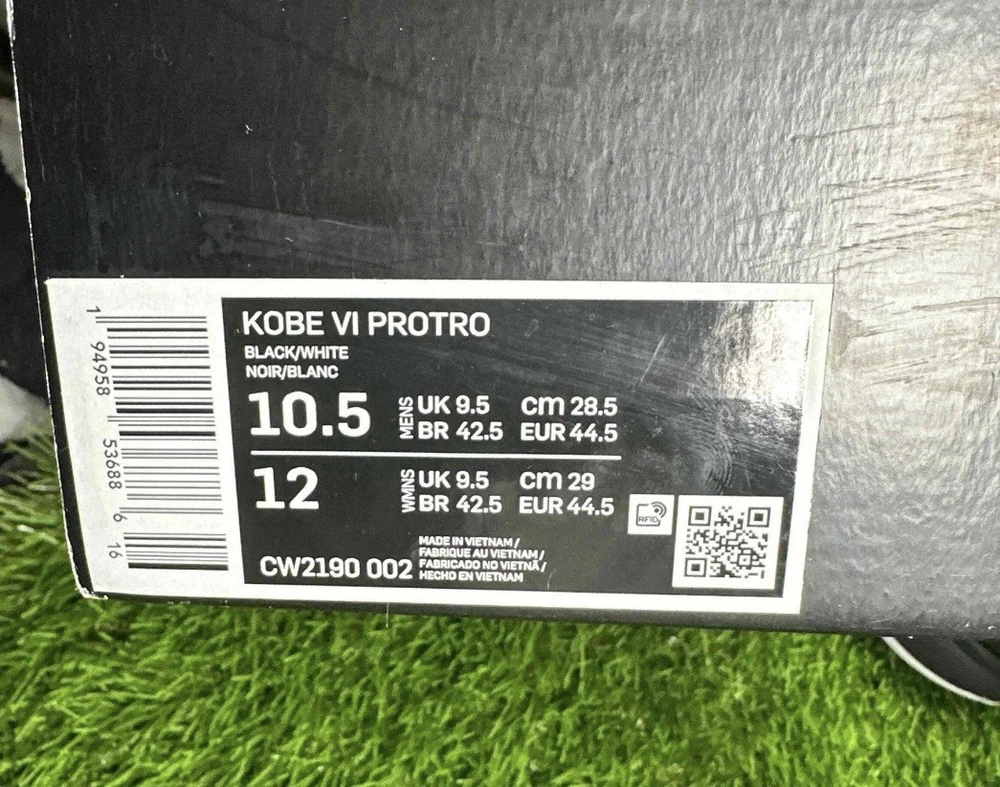 KOBE VI PROTRO
BLACK/WHITE
NOIR/BLANC
10.5 MENS UK 9.5 cm 28.5
BR 42.5 EUR 44.5
12 WMNS UK 9.5 cm 29
BR 42.5 EUR 44.5
CW2190 002
MADE IN VIETNAM /
FABRIQUE AU VIETNAM /
FABRICADO NO VIETNÃ /
HECHO EN VIETNAM
RFID
1 94958 53688 6 16